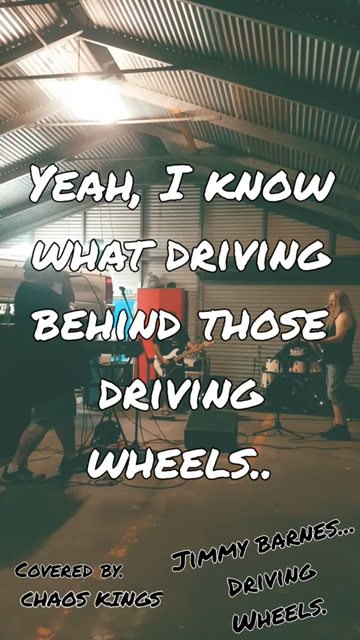 YEAH, I KNOW
WHAT DRIVING
BEHIND THOSE
DRIVING
WHEELS..
COVERED BY.
CHAOS KINGS
JIMMY BARNES...
DRIVING
WHEELS.